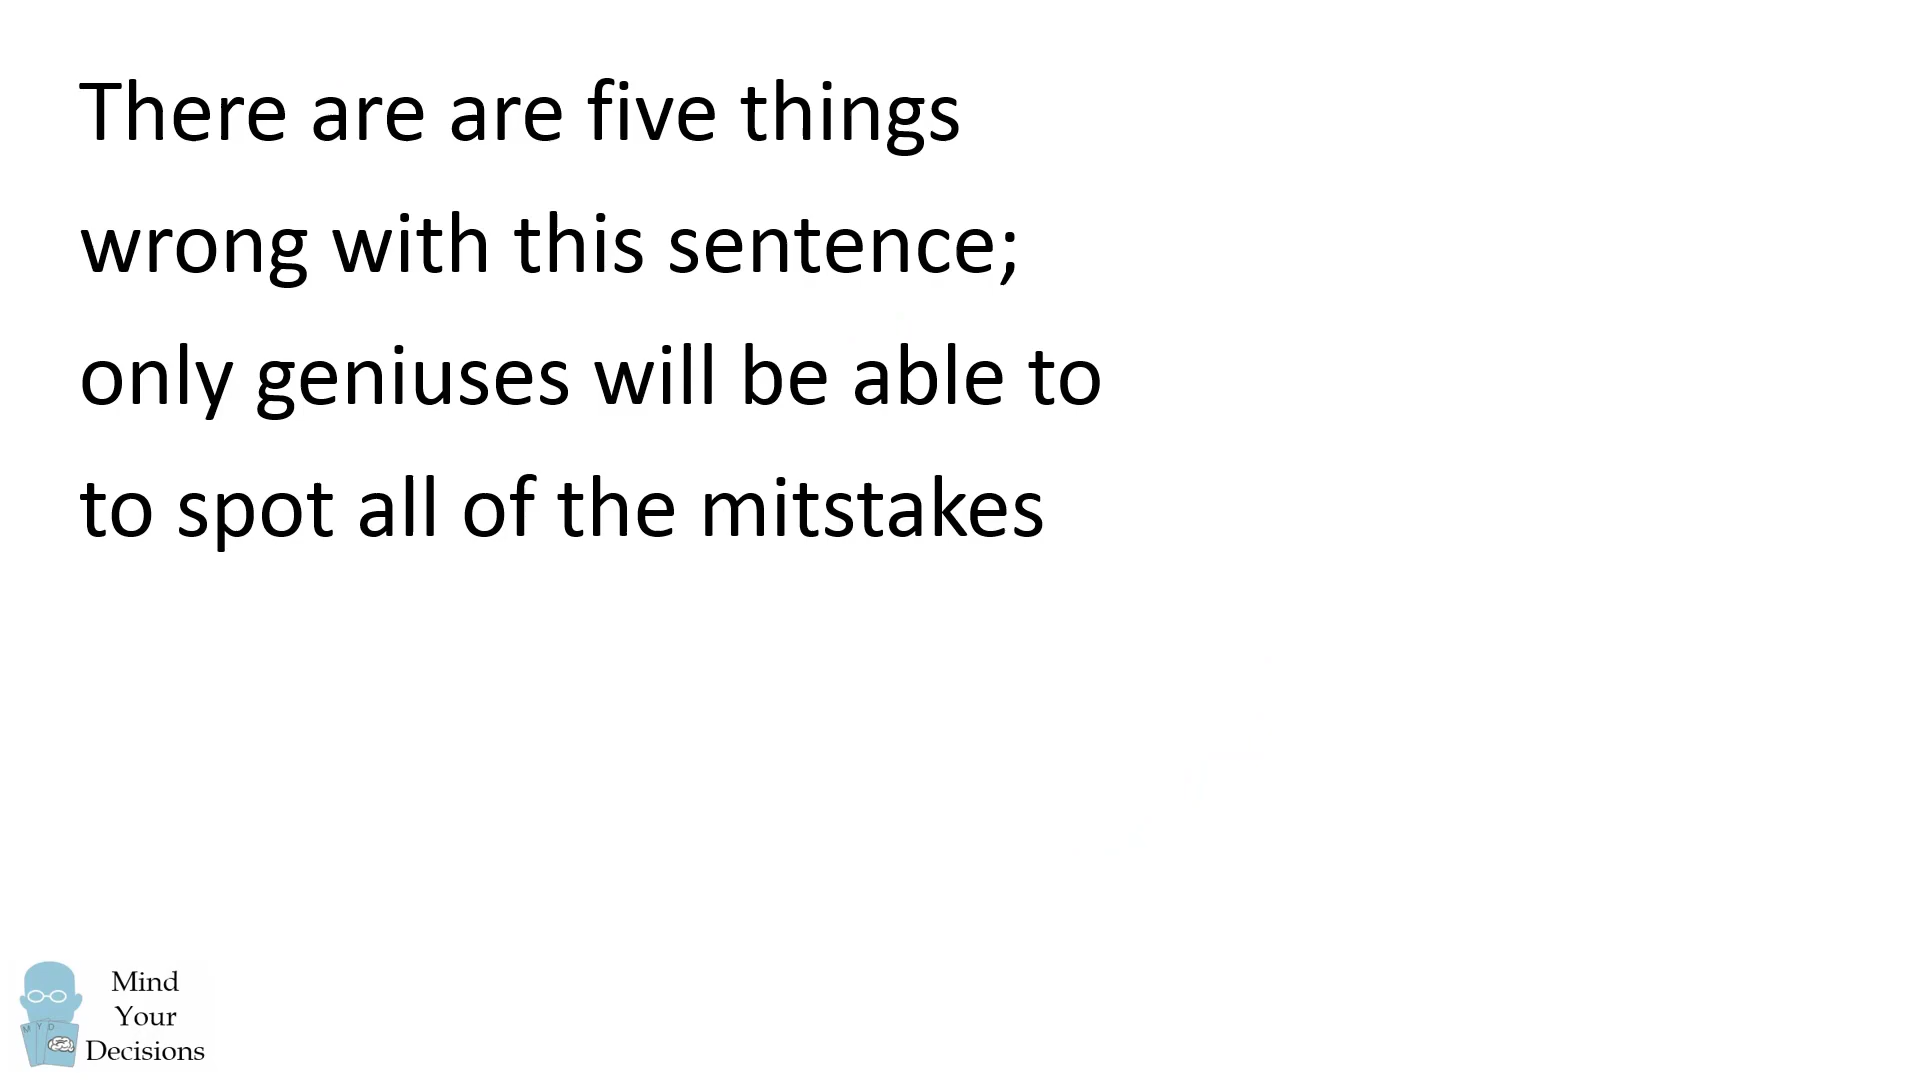 There are are five things
wrong with this sentence;
only geniuses will be able to
to spot all of the mitstakes
Mind
Your
Decisions
M Y D